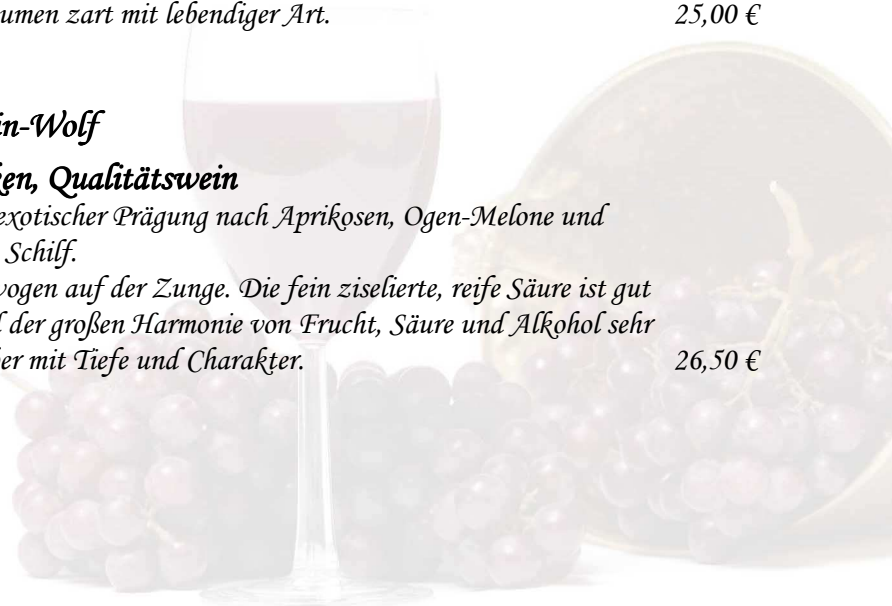 umen zart mit lebendiger Art. 25,00 €
in-Wolf
ken, Qualitätswein
exotischer Prägung nach Aprikosen, Ogen-Melone und
Schilf.
wogen auf der Zunge. Die fein ziselierte, reife Säure ist gut
der großen Harmonie von Frucht, Säure und Alkohol sehr
ber mit Tiefe und Charakter. 26,50 €